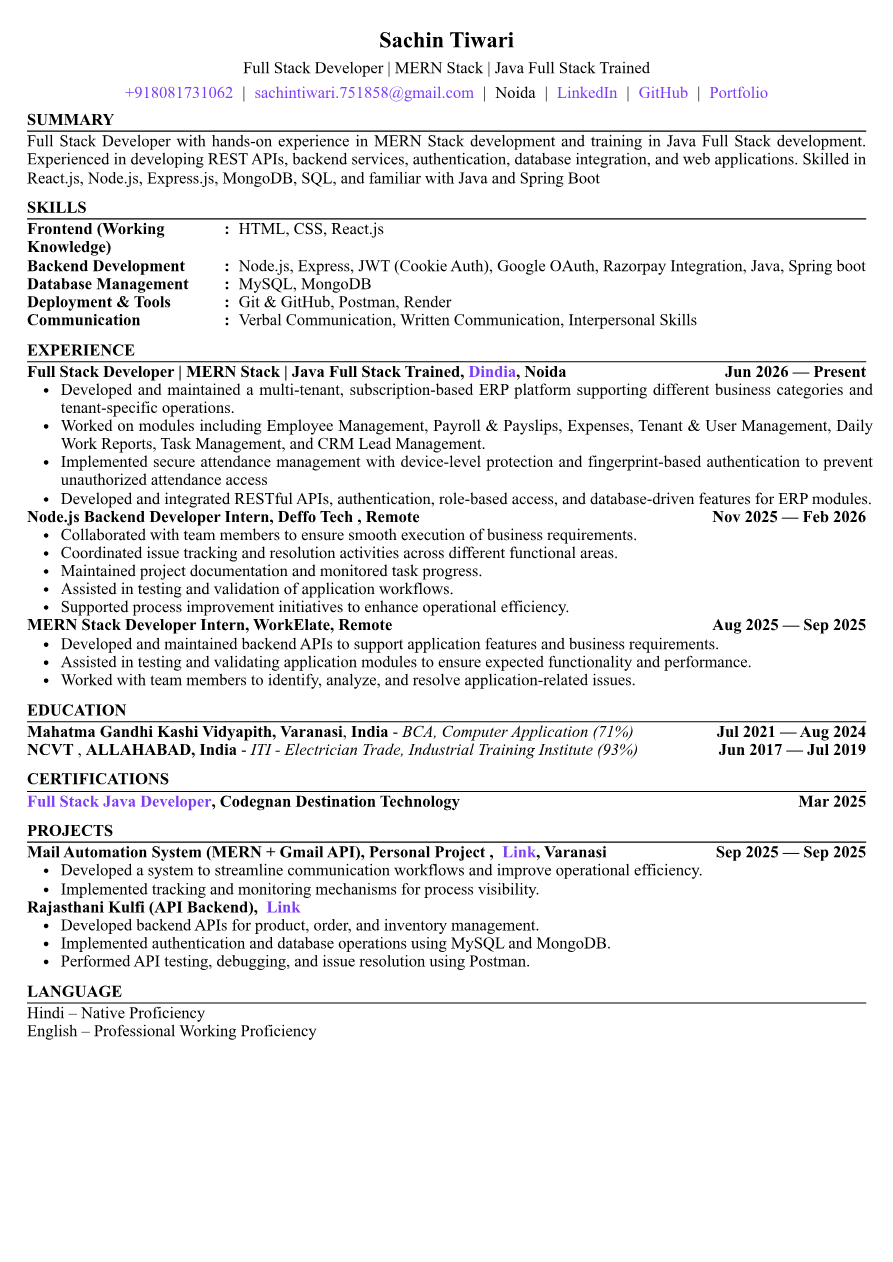 Sachin Tiwari
Full Stack Developer | MERN Stack | Java Full Stack Trained
+918081731062 | sachintiwari.751858@gmail.com | Noida | LinkedIn | GitHub | Portfolio
SUMMARY
Full Stack Developer with hands-on experience in MERN Stack development and training in Java Full Stack development.
Experienced in developing REST APIs, backend services, authentication, database integration, and web applications. Skilled in
React.js, Node.js, Express.js, MongoDB, SQL, and familiar with Java and Spring Boot
SKILLS
Frontend (Working : HTML, CSS, React.js
Knowledge)
Backend Development : Node.js, Express, JWT (Cookie Auth), Google OAuth, Razorpay Integration, Java, Spring boot
Database Management : MySQL, MongoDB
Deployment & Tools : Git & GitHub, Postman, Render
Communication : Verbal Communication, Written Communication, Interpersonal Skills
EXPERIENCE
Full Stack Developer | MERN Stack | Java Full Stack Trained, Dindia, Noida Jun 2026 — Present
• Developed and maintained a multi-tenant, subscription-based ERP platform supporting different business categories and
tenant-specific operations.
• Worked on modules including Employee Management, Payroll & Payslips, Expenses, Tenant & User Management, Daily
Work Reports, Task Management, and CRM Lead Management.
• Implemented secure attendance management with device-level protection and fingerprint-based authentication to prevent
unauthorized attendance access
• Developed and integrated RESTful APIs, authentication, role-based access, and database-driven features for ERP modules.
Node.js Backend Developer Intern, Deffo Tech , Remote Nov 2025 — Feb 2026
• Collaborated with team members to ensure smooth execution of business requirements.
• Coordinated issue tracking and resolution activities across different functional areas.
• Maintained project documentation and monitored task progress.
• Assisted in testing and validation of application workflows.
• Supported process improvement initiatives to enhance operational efficiency.
MERN Stack Developer Intern, WorkElate, Remote Aug 2025 — Sep 2025
• Developed and maintained backend APIs to support application features and business requirements.
• Assisted in testing and validating application modules to ensure expected functionality and performance.
• Worked with team members to identify, analyze, and resolve application-related issues.
EDUCATION
Mahatma Gandhi Kashi Vidyapith, Varanasi, India - BCA, Computer Application (71%) Jul 2021 — Aug 2024
NCVT , ALLAHABAD, India - ITI - Electrician Trade, Industrial Training Institute (93%) Jun 2017 — Jul 2019
CERTIFICATIONS
Full Stack Java Developer, Codegnan Destination Technology Mar 2025
PROJECTS
Mail Automation System (MERN + Gmail API), Personal Project , Link, Varanasi Sep 2025 — Sep 2025
• Developed a system to streamline communication workflows and improve operational efficiency.
• Implemented tracking and monitoring mechanisms for process visibility.
Rajasthani Kulfi (API Backend), Link
• Developed backend APIs for product, order, and inventory management.
• Implemented authentication and database operations using MySQL and MongoDB.
• Performed API testing, debugging, and issue resolution using Postman.
LANGUAGE
Hindi – Native Proficiency
English – Professional Working Proficiency